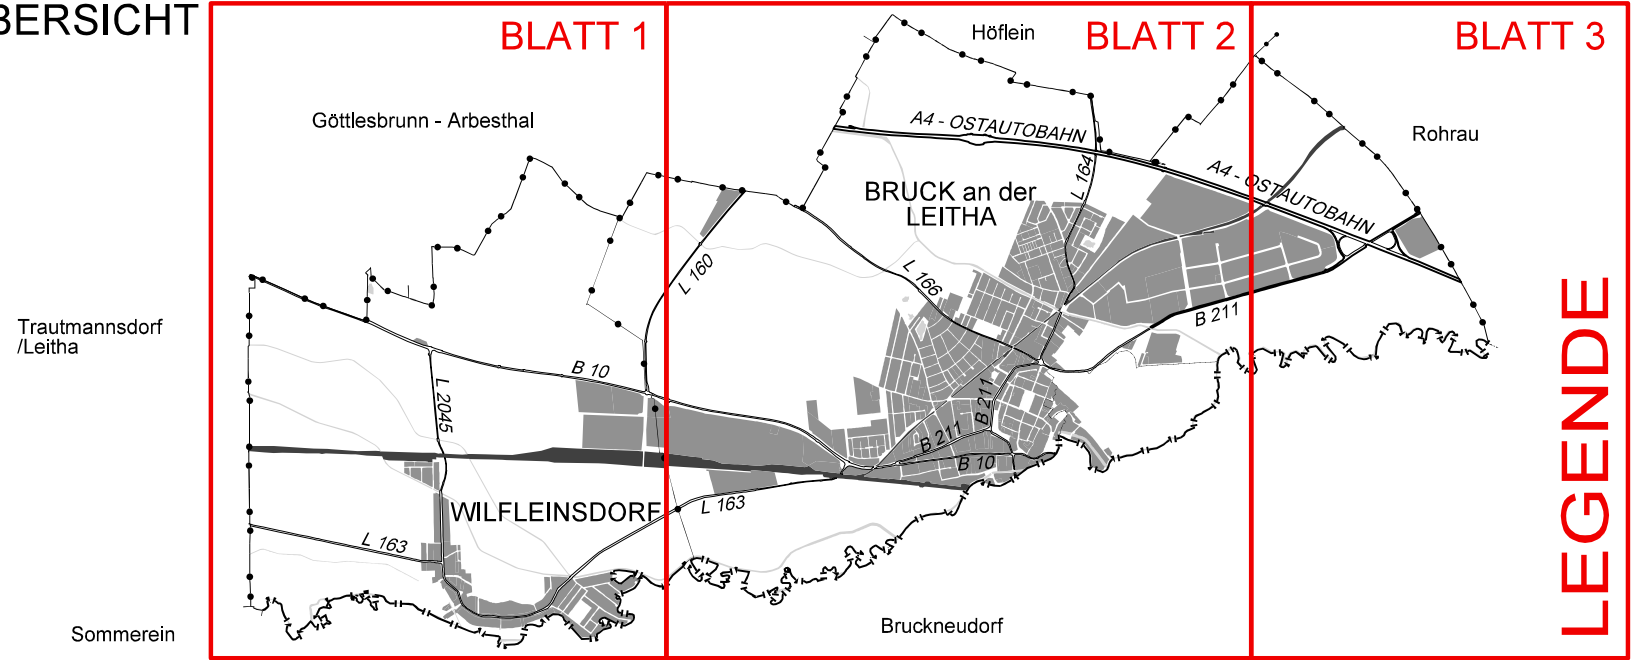 BERSICHT
BLATT 1
BLATT 2
BLATT 3
Höflein
Göttlesbrunn - Arbesthal
A4 - OSTAUTOBAHN
Rohrau
A4 - OSTAUTOBAHN
L 164
BRUCK an der
LEITHA
L 160
L 166
B 211
Trautmannsdorf
/Leitha
B 10
L 2045
B 211
B 211
B 10
L 163
WILFLEINSDORF
L 163
LEGENDE
Sommerein
Bruckneudorf